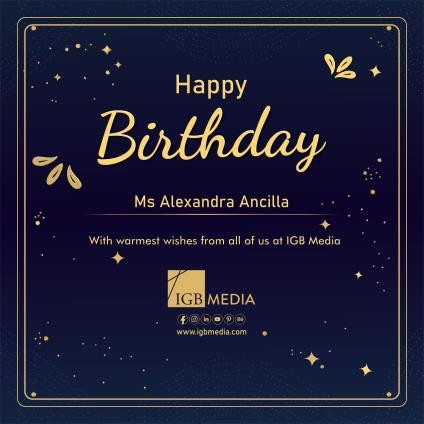 Happy
Birthday
Ms Alexandra Ancilla
With warmest wishes from all of us at IGB Media
IGB MEDIA
www.igbmedia.com